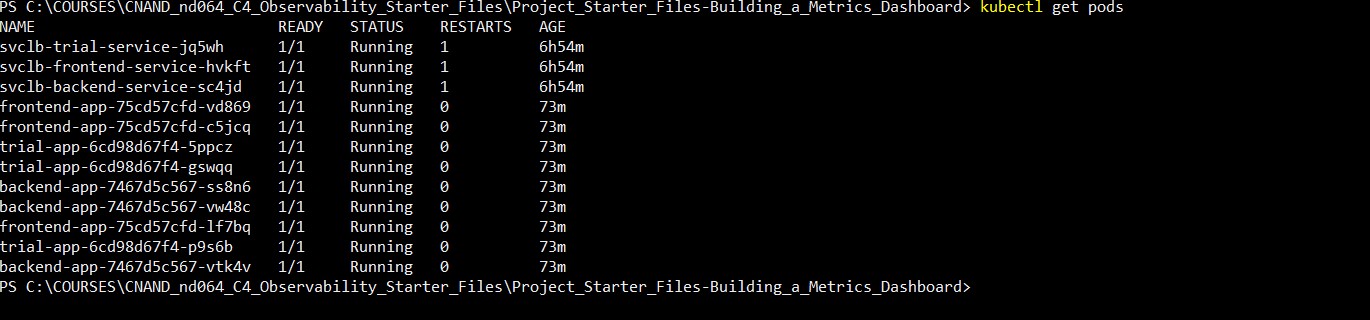 PS C:\COURSES\CNAND_nd064_C4_Observability_Starter_Files\Project_Starter_Files-Building_a_Metrics_Dashboard> kubectl get pods
NAME READY STATUS RESTARTS AGE
svclb-trial-service-jq5wh 1/1 Running 1 6h54m
svclb-frontend-service-hvkft 1/1 Running 1 6h54m
svclb-backend-service-sc4jd 1/1 Running 1 6h54m
frontend-app-75cd57cfd-vd869 1/1 Running 0 73m
frontend-app-75cd57cfd-c5jcq 1/1 Running 0 73m
trial-app-6cd98d67f4-5ppcz 1/1 Running 0 73m
trial-app-6cd98d67f4-gswqq 1/1 Running 0 73m
backend-app-7467d5c567-ss8n6 1/1 Running 0 73m
backend-app-7467d5c567-vw48c 1/1 Running 0 73m
frontend-app-75cd57cfd-lf7bq 1/1 Running 0 73m
trial-app-6cd98d67f4-p9s6b 1/1 Running 0 73m
backend-app-7467d5c567-vtk4v 1/1 Running 0 73m
PS C:\COURSES\CNAND_nd064_C4_Observability_Starter_Files\Project_Starter_Files-Building_a_Metrics_Dashboard>